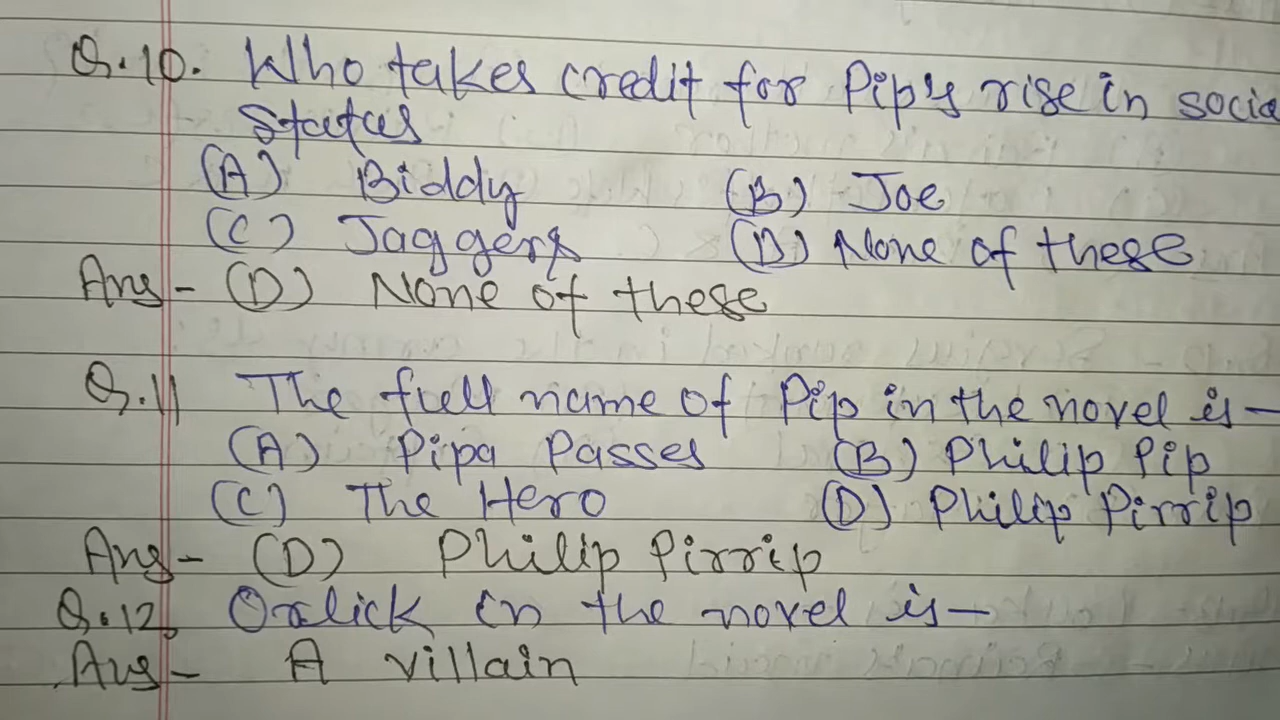 Q.10. Who takes credit for Pip's rise in socia
status
(A) Biddy (B) Joe
(C) Jaggers (D) None of these
Ans - (D) None of these
Q.11 The full name of Pip in the novel is -
(A) Pipa Passes (B) Philip Pip
(C) The Hero (D) Philip Pirrip
Ans - (D) Philip Pirrip
Q.12. Orlick in the novel is -
Ans - A villain